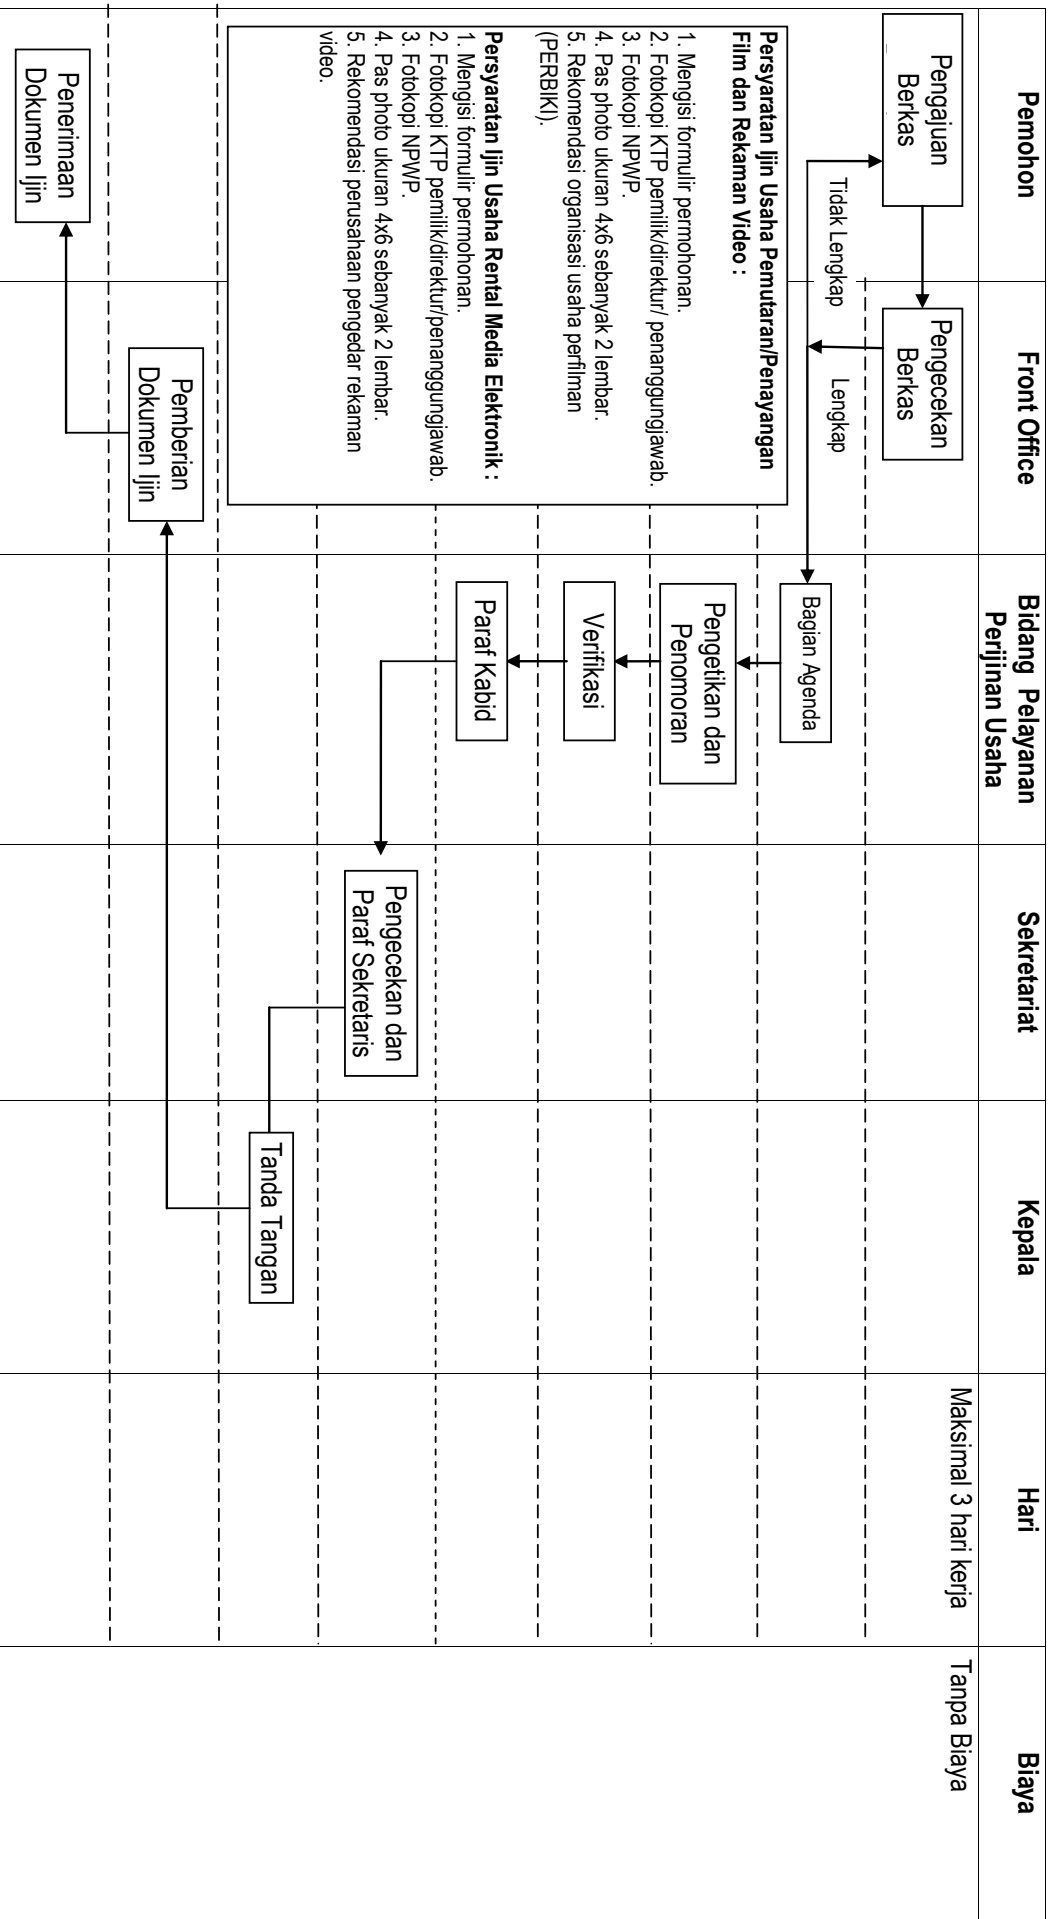 Pemohon
Front Office
Bidang Pelayanan
Perijinan Usaha
Sekretariat
Kepala
Hari
Biaya
Pengajuan
Berkas
Pengecekan
Berkas
Maksimal 3 hari kerja
Tanpa Biaya
Tidak Lengkap
Lengkap
Bagian Agenda
Persyaratan Ijin Usaha Pemutaran/Penayangan
Film dan Rekaman Video :
1. Mengisi formulir permohonan.
2. Fotokopi KTP pemilik/direktur/ penanggungjawab.
3. Fotokopi NPWP.
4. Pas photo ukuran 4x6 sebanyak 2 lembar.
5. Rekomendasi organisasi usaha perfilman
(PERBIKI).
Persyaratan Ijin Usaha Rental Media Elektronik :
1. Mengisi formulir permohonan.
2. Fotokopi KTP pemilik/direktur/penanggungjawab.
3. Fotokopi NPWP.
4. Pas photo ukuran 4x6 sebanyak 2 lembar.
5. Rekomendasi perusahaan pengedar rekaman
video.
Pengetikan dan
Penomoran
Verifikasi
Paraf Kabid
Pengecekan dan
Paraf Sekretaris
Tanda Tangan
Pemberian
Dokumen Ijin
Penerimaan
Dokumen Ijin